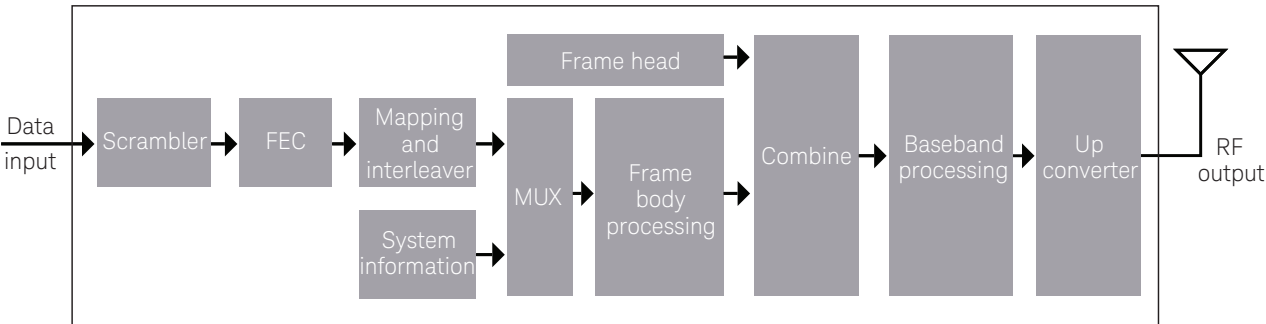 Data
input
Scrambler
FEC
Mapping
and
interleaver
System
information
MUX
Frame head
Frame
body
processing
Combine
Baseband
processing
Up
converter
RF
output